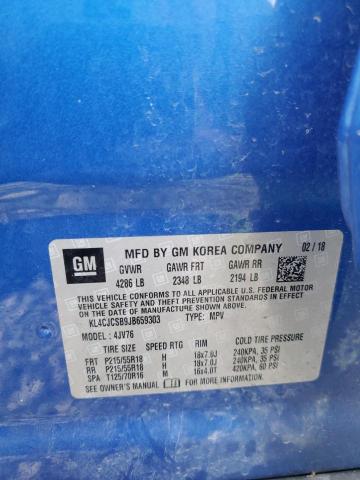 GM
MFD BY GM KOREA COMPANY 02/18
GVWR GAWR FRT GAWR RR
4286 LB 2348 LB 2194 LB
THIS VEHICLE CONFORMS TO ALL APPLICABLE U.S. FEDERAL MOTOR
VEHICLE SAFETY AND THEFT PREVENTION STANDARDS IN EFFECT ON
THE DATE OF MANUFACTURE SHOWN ABOVE.
KL4CJCSB9JB659303 TYPE: MPV
MODEL: 4JV76
TIRE SIZE SPEED RTG RIM COLD TIRE PRESSURE
FRT P215/55R18 H 18x7.0J 240KPA, 35 PSI
RR P215/55R18 H 18x7.0J 240KPA, 35 PSI
SPA T125/70R16 M 16x4.0T 420KPA, 60 PSI
SEE OWNER'S MANUAL FOR MORE INFORMATION.